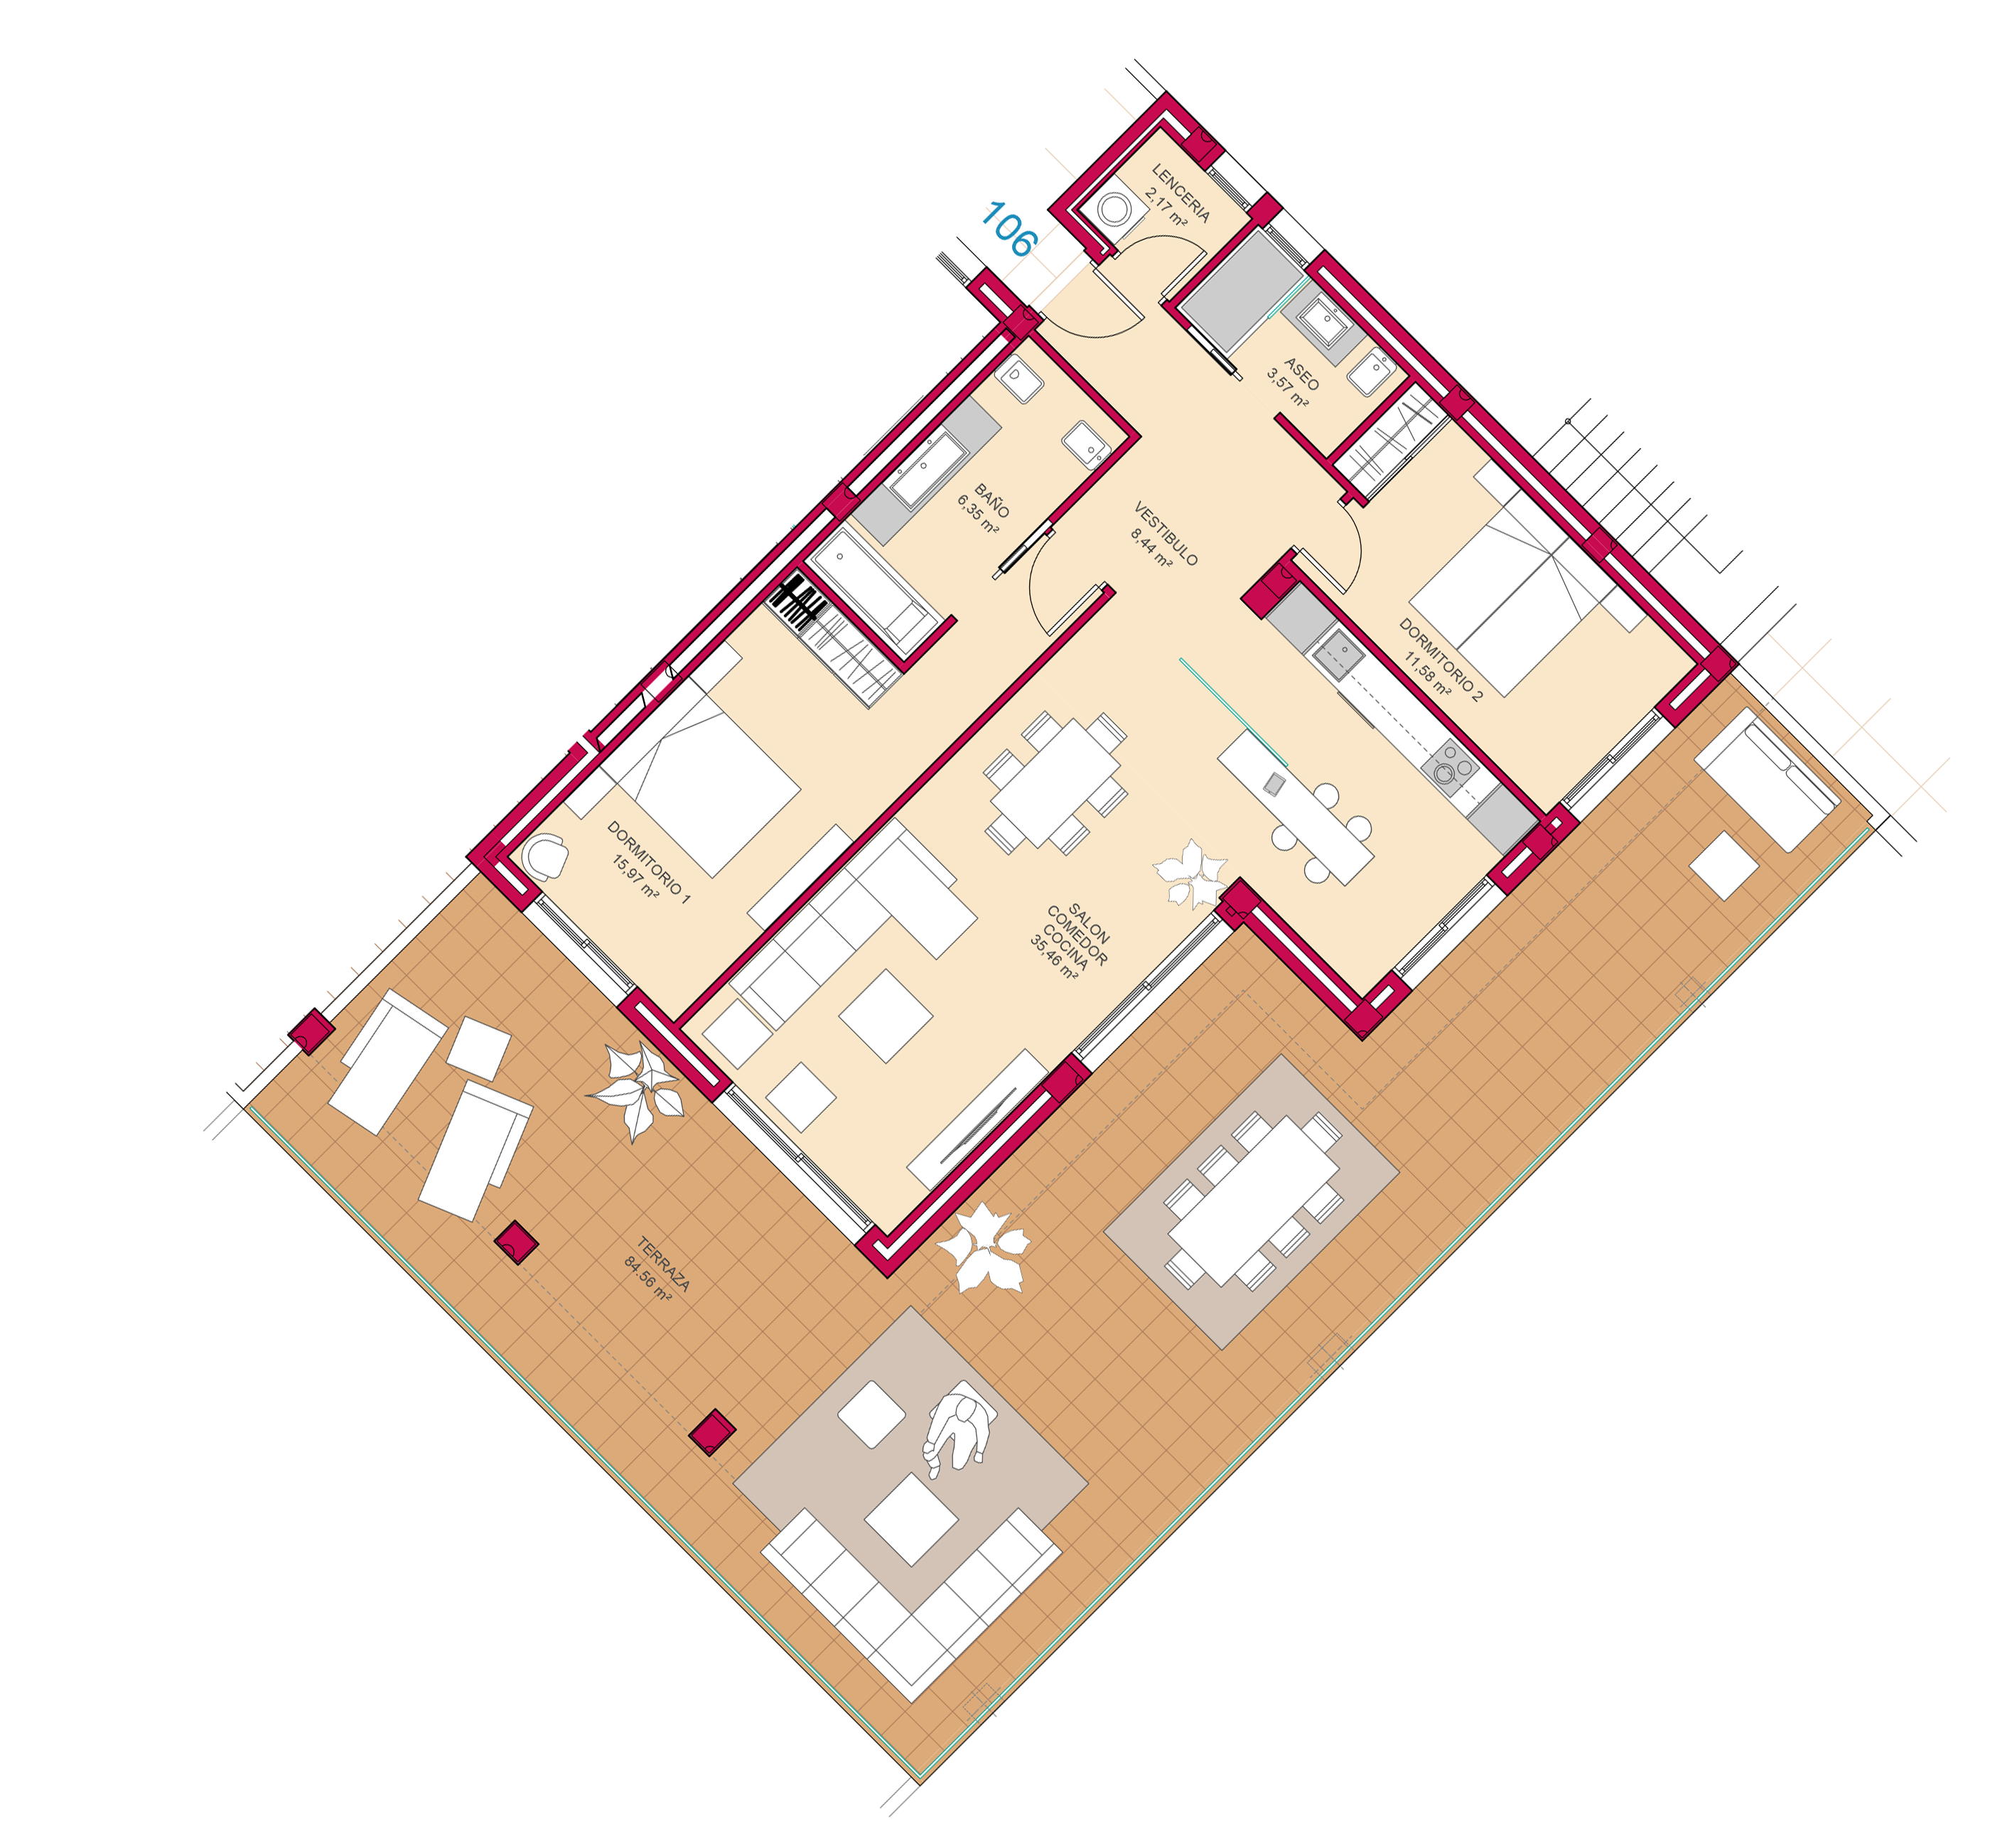 106
LENCERIA
2,17 m²
ASEO
3,57 m²
BAÑO
6,35 m²
VESTIBULO
8,44 m²
DORMITORIO 2
11,58 m²
DORMITORIO 1
15,97 m²
SALON
COMEDOR
COCINA
35,46 m²
TERRAZA
84.56 m²